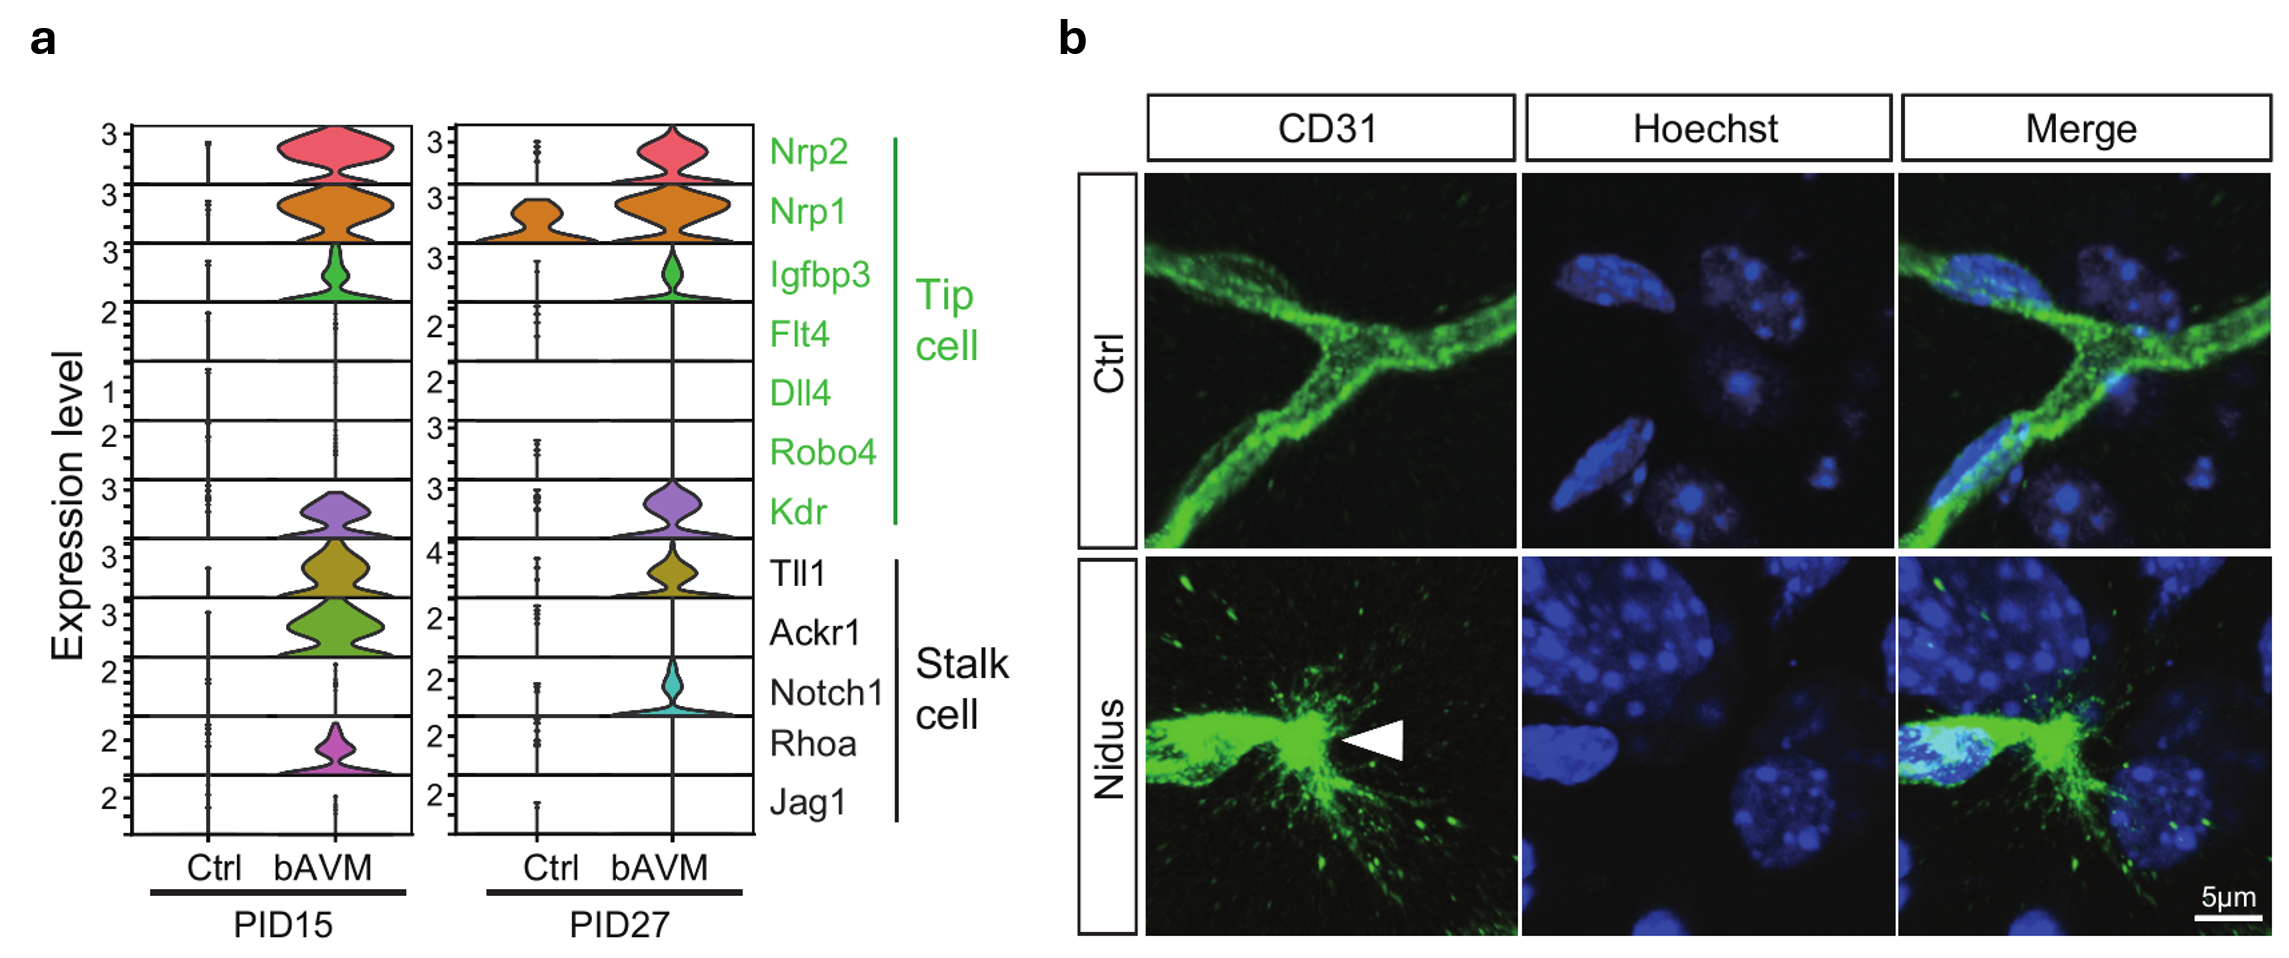 a
Expression level
3
3
3
2
1
2
3
3
3
2
2
2
3
3
3
2
2
3
3
4
2
2
2
2
Nrp2
Nrp1
Igfbp3
Flt4
Dll4
Robo4
Kdr
Tll1
Ackr1
Notch1
Rhoa
Jag1
Tip
cell
Stalk
cell
Ctrl bAVM
Ctrl bAVM
PID15
PID27
b
CD31
Hoechst
Merge
Ctrl
Nidus
5µm